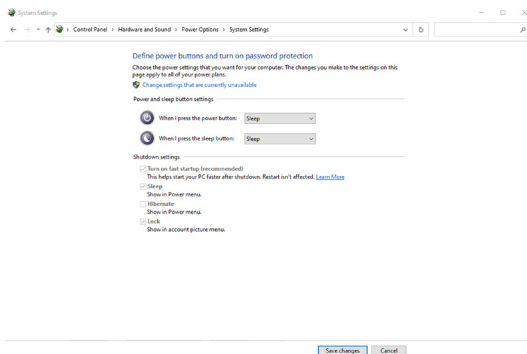 System Settings
Control Panel > Hardware and Sound > Power Options > System Settings
Define power buttons and turn on password protection
Choose the power settings that you want for your computer. The changes you make to the settings on this
page apply to all of your power plans.
Change settings that are currently unavailable
Power and sleep button settings
When I press the power button: Sleep
When I press the sleep button: Sleep
Shutdown settings
Turn on fast startup (recommended)
This helps start your PC faster after shutdown. Restart isn't affected. Learn More
Sleep
Show in Power menu.
Hibernate
Show in Power menu.
Lock
Show in account picture menu.
Save changes Cancel